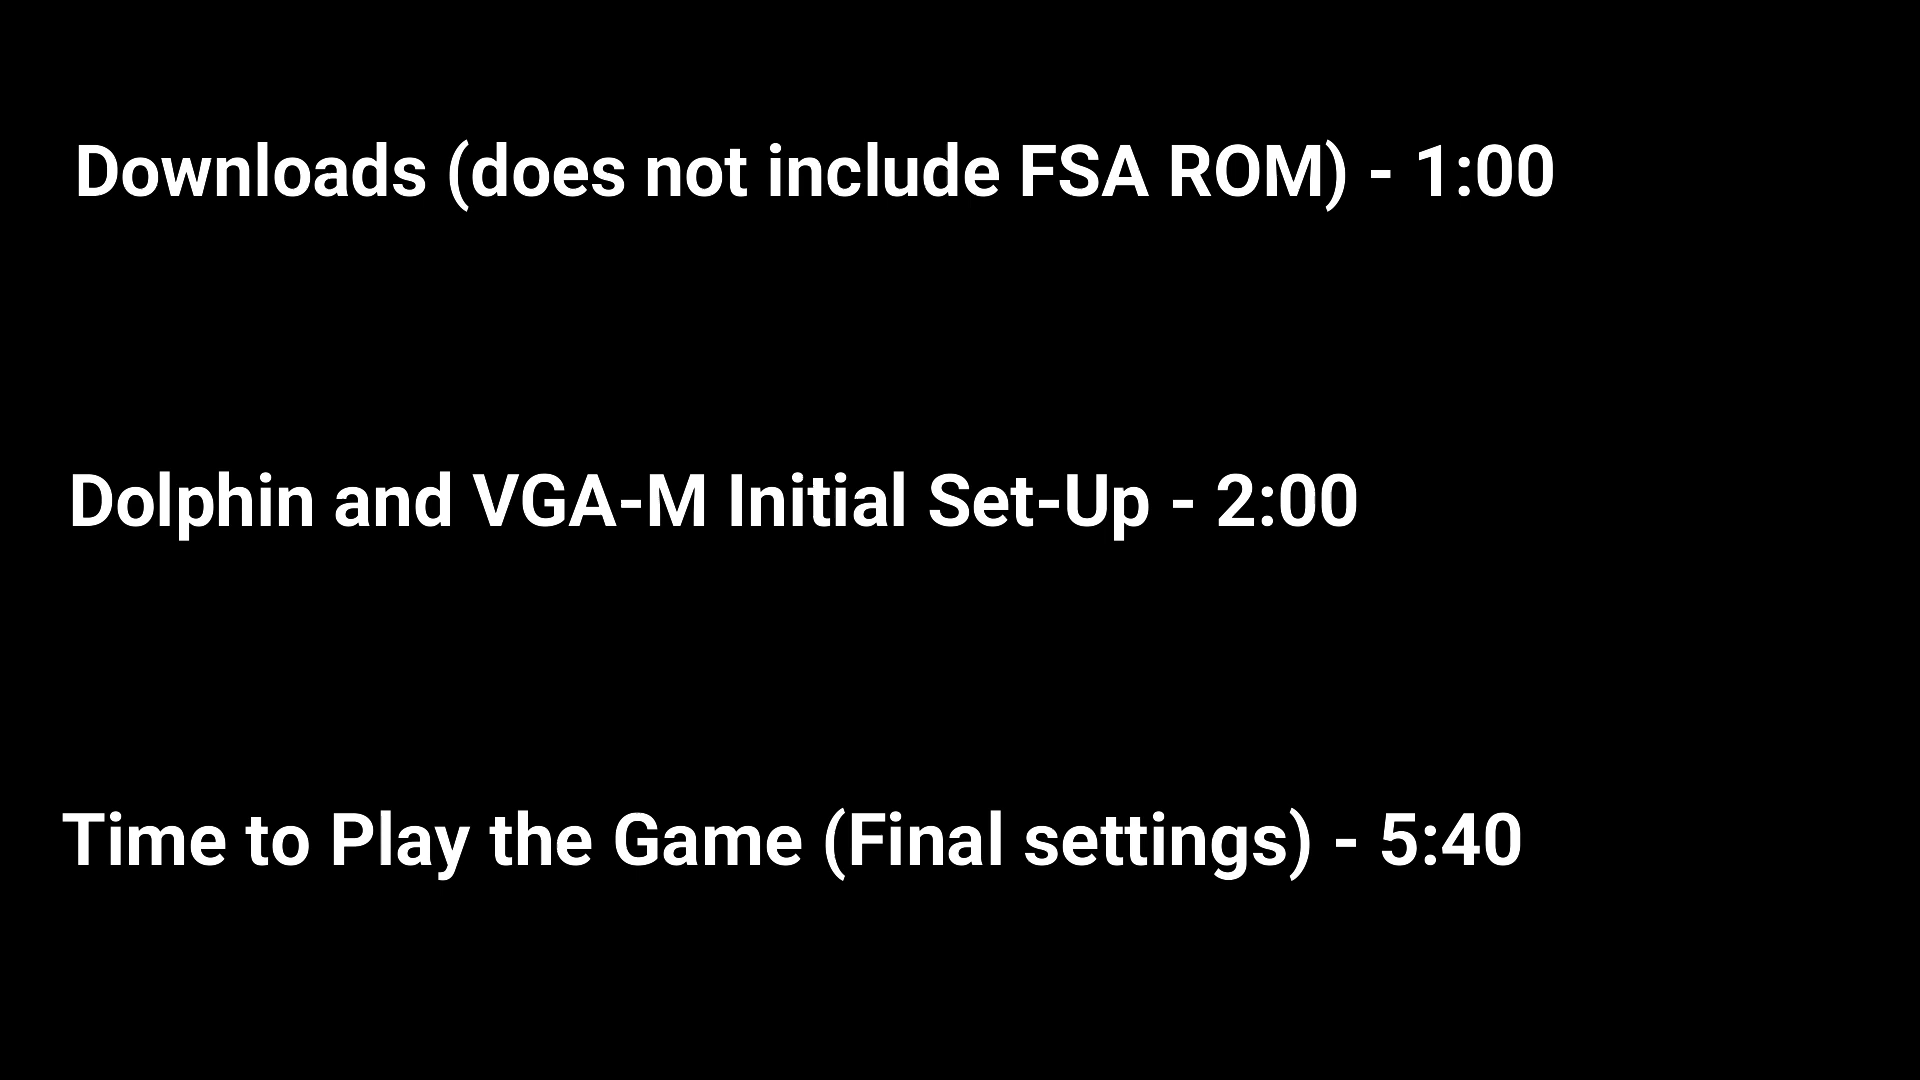 Downloads (does not include FSA ROM) - 1:00
Dolphin and VGA-M Initial Set-Up - 2:00
Time to Play the Game (Final settings) - 5:40